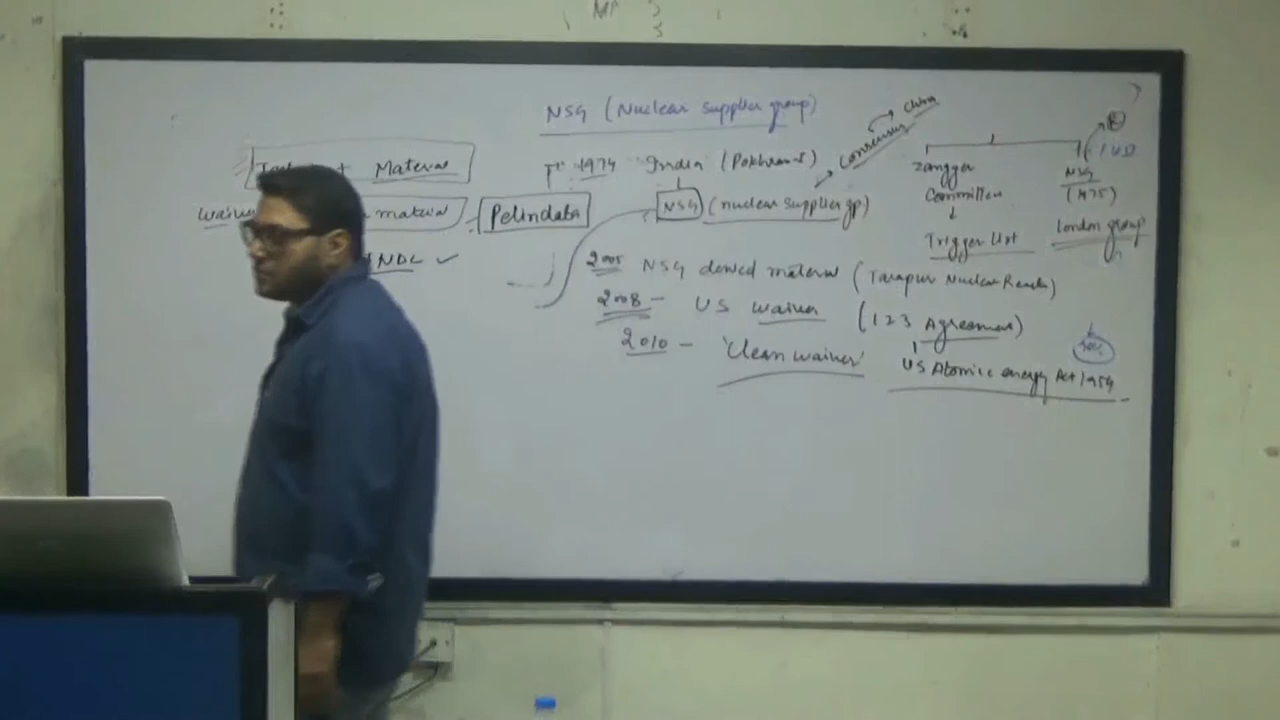 NSG (Nuclear supplier group)
+ Material
1974 India (Pokhran-I)
Consensus China
material
Pelindaba
NSG (nuclear supplier gp)
Zangger
Committee
Trigger List
NSG
(1975)
London group
2005 NSG denied material (Tarapur Nuclear
2008 - US waiver (123 Agreement)
2010 - 'Clean waiver'
US Atomic energy Act 1954